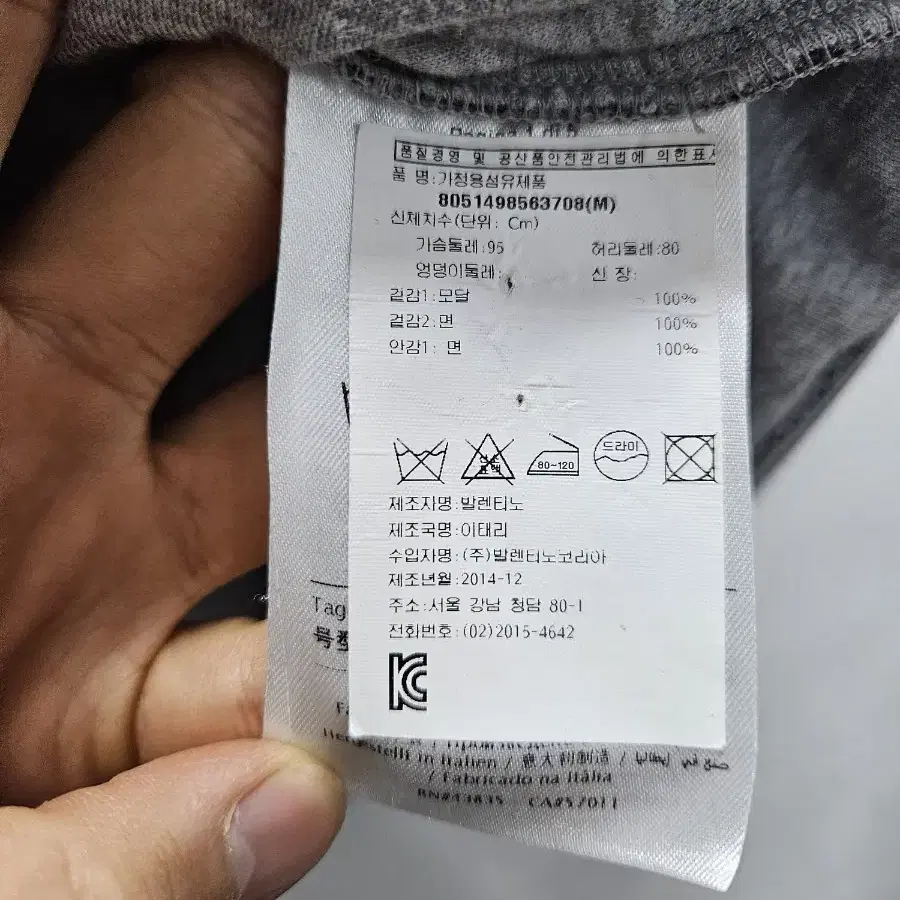 품질경영 및 공산품안전관리법에 의한표시
품 명:가정용섬유제품
8051498563708(M)
신체치수(단위: Cm)
가슴둘레:95 허리둘레:80
엉덩이둘레: 신 장:
겉감1:모달 100%
겉감2:면 100%
안감1: 면 100%
80~120
드라이
제조자명:발렌티노
제조국명:이태리
수입자명:(주)발렌티노코리아
제조년월:2014-12
주소:서울 강남 청담 80-1
전화번호:(02)2015-4642
Tag
号型
in Italien / 意大利制造 /
/ Fabricado na Itália
RN#43835 CA#57011